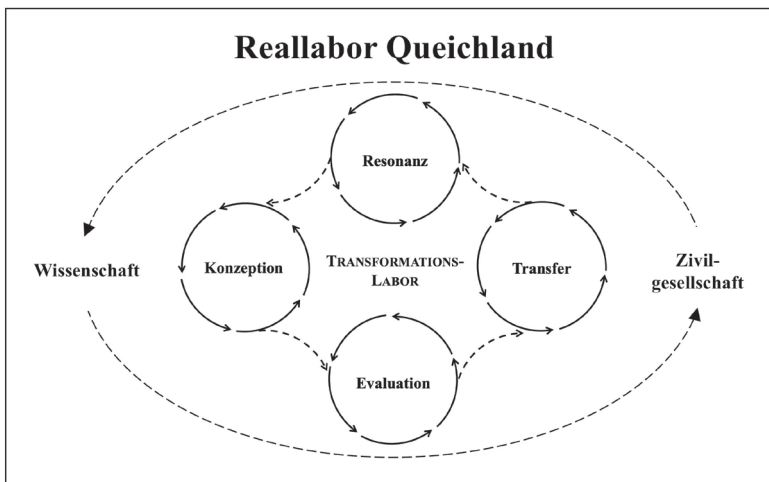 Reallabor Queichland
Resonanz
Wissenschaft
Konzeption
TRANSFORMATIONS-
LABOR
Transfer
Zivil-
gesellschaft
Evaluation